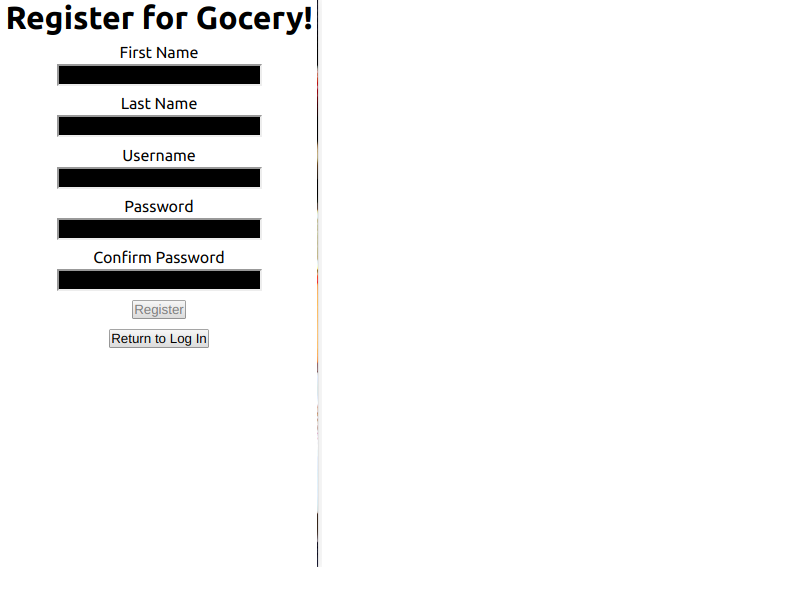 Register for Gocery!
First Name
Last Name
Username
Password
Confirm Password
Register
Return to Log In